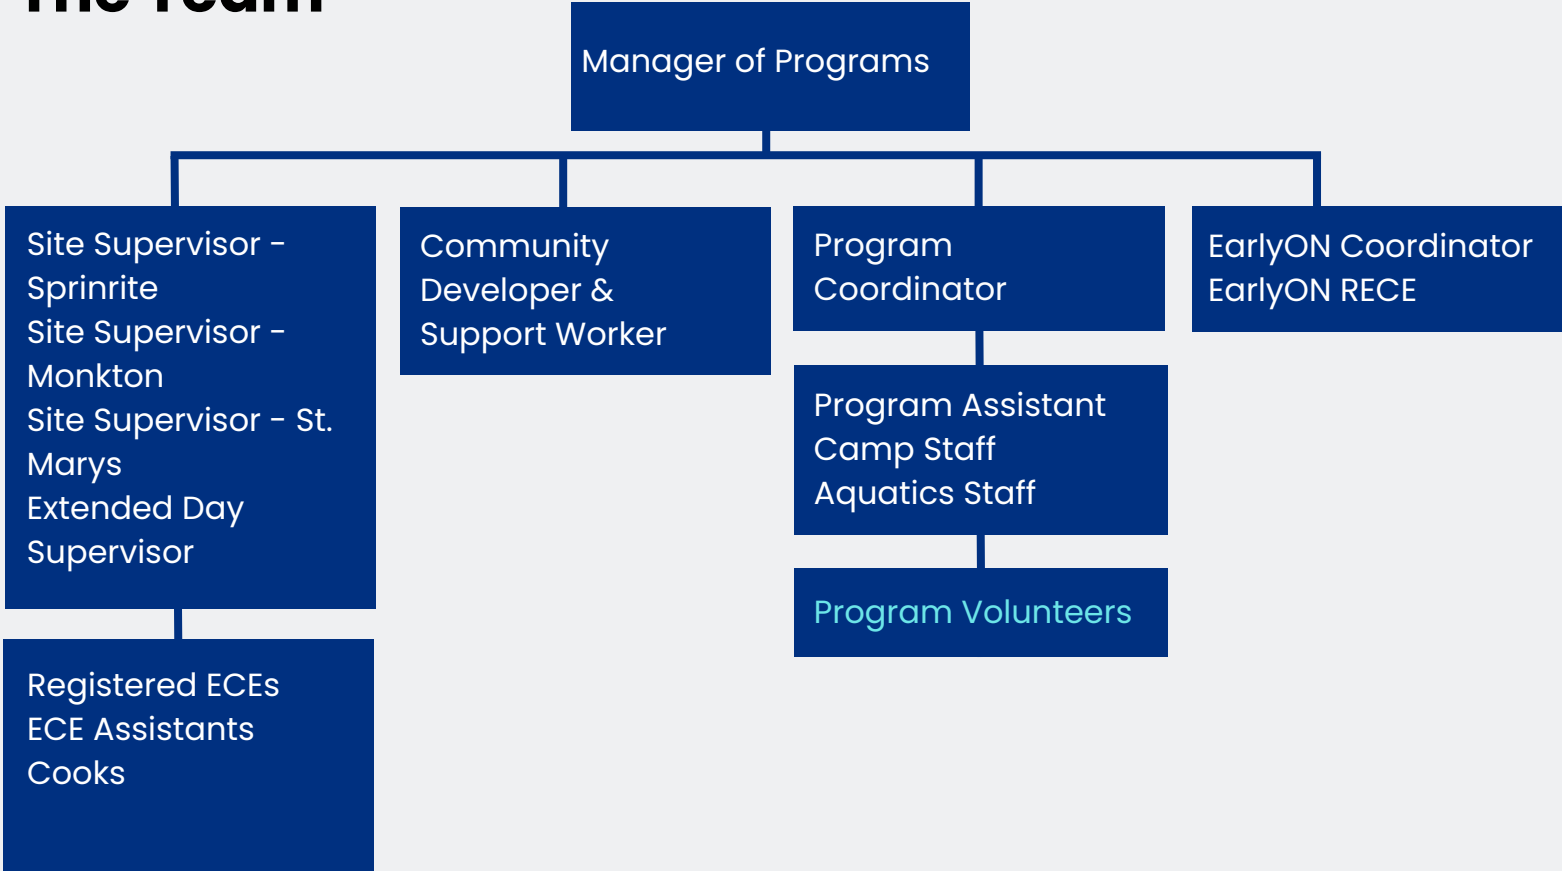 The Team
Manager of Programs
Site Supervisor -
Sprinrite
Site Supervisor -
Monkton
Site Supervisor - St.
Marys
Extended Day
Supervisor
Registered ECEs
ECE Assistants
Cooks
Community
Developer &
Support Worker
Program
Coordinator
Program Assistant
Camp Staff
Aquatics Staff
Program Volunteers
EarlyON Coordinator
EarlyON RECE